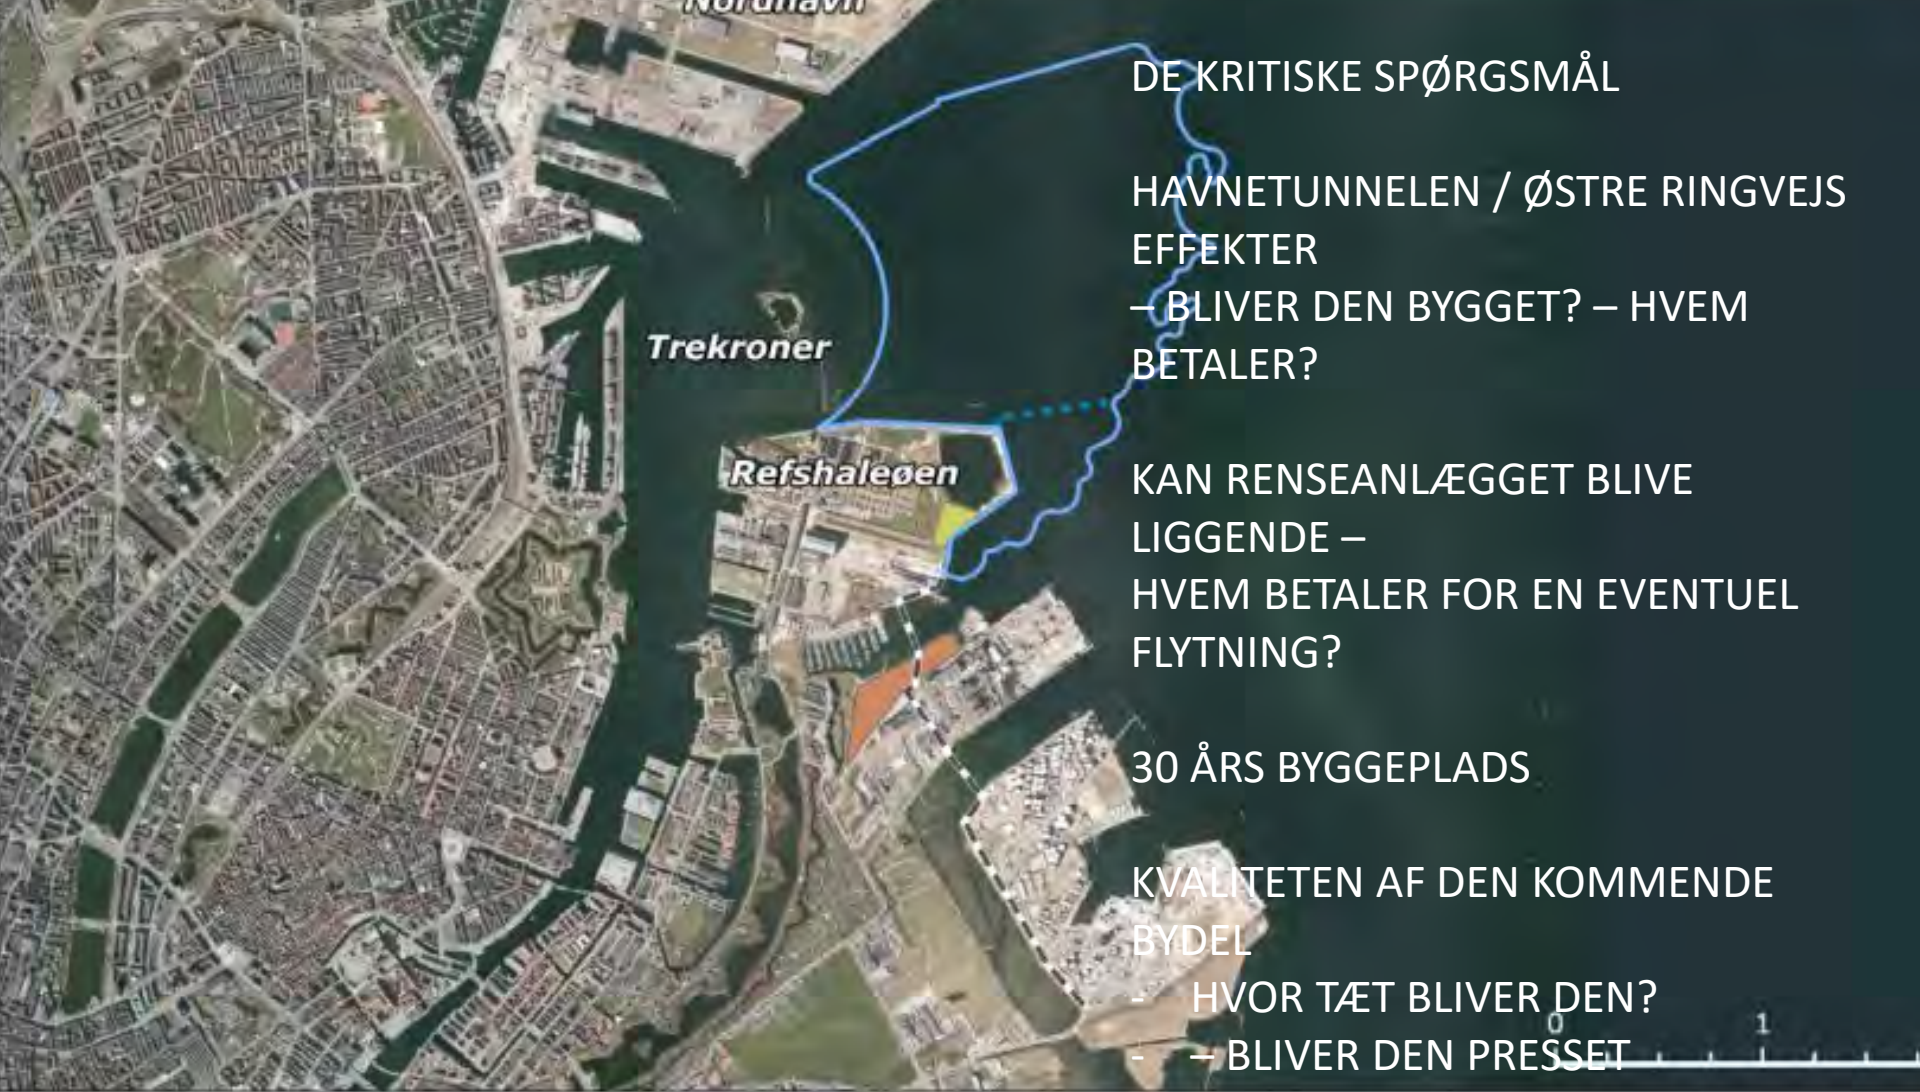 Nordhavn
DE KRITISKE SPØRGSMÅL
HAVNETUNNELEN / ØSTRE RINGVEJS
EFFEKTER
– BLIVER DEN BYGGET? – HVEM
BETALER?
Trekroner
Refshaleøen
KAN RENSEANLÆGGET BLIVE
LIGGENDE –
HVEM BETALER FOR EN EVENTUEL
FLYTNING?
30 ÅRS BYGGEPLADS
KVALITETEN AF DEN KOMMENDE
BYDEL
- HVOR TÆT BLIVER DEN?
- – BLIVER DEN PRESSET
0 1